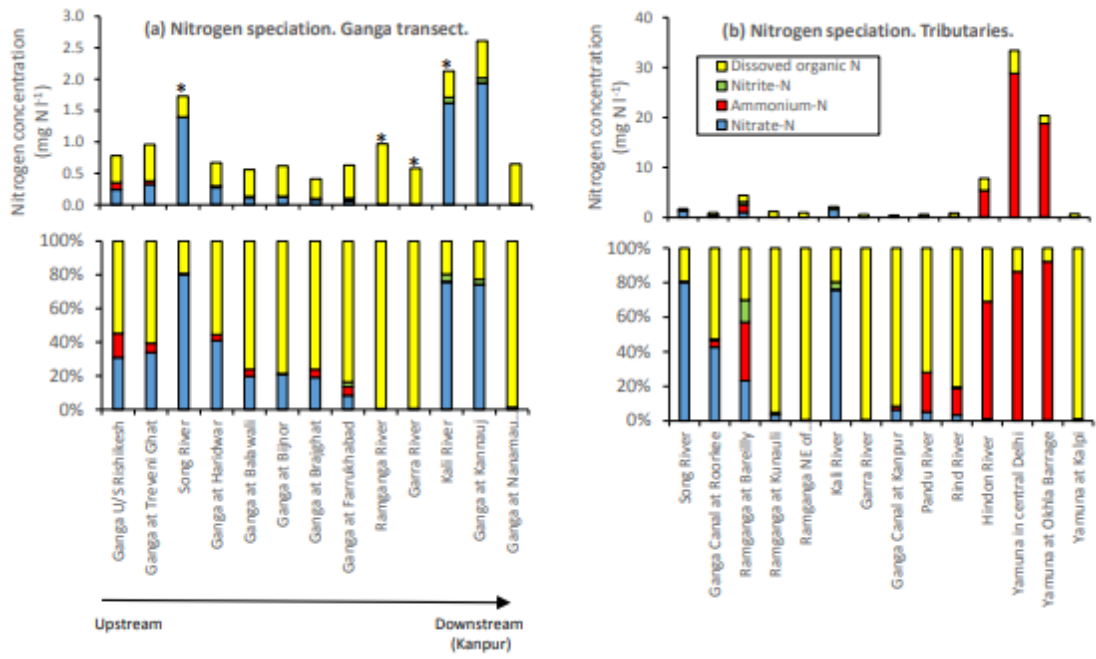 (a) Nitrogen speciation. Ganga transect.
Nitrogen concentration
(mg N l⁻¹)
3.0
2.5
2.0
1.5
1.0
0.5
0.0
*
*
*
*
100%
80%
60%
40%
20%
0%
Ganga U/S Rishikesh
Ganga at Treveni Ghat
Song River
Ganga at Haridwar
Ganga at Babawali
Ganga at Bijnor
Ganga at Brajghat
Ganga at Farrukhabad
Ramganga River
Garra River
Kali River
Ganga at Kannauj
Ganga at Nanamau...
Upstream
Downstream
(Kanpur)
(b) Nitrogen speciation. Tributaries.
Nitrogen concentration
(mg N l⁻¹)
40
30
20
10
0
Dissoved organic N
Nitrite-N
Ammonium-N
Nitrate-N
100%
80%
60%
40%
20%
0%
Song River
Ganga Canal at Roorkee
Ramganga at Bareilly
Ramganga at Kunauli
Ramganga NE of...
Kali River
Garra River
Ganga Canal at Kanpur
Pandu River
Rind River
Hindon River
Yamuna in central Delhi
Yamuna at Okhla Barrage
Yamuna at Kalpi